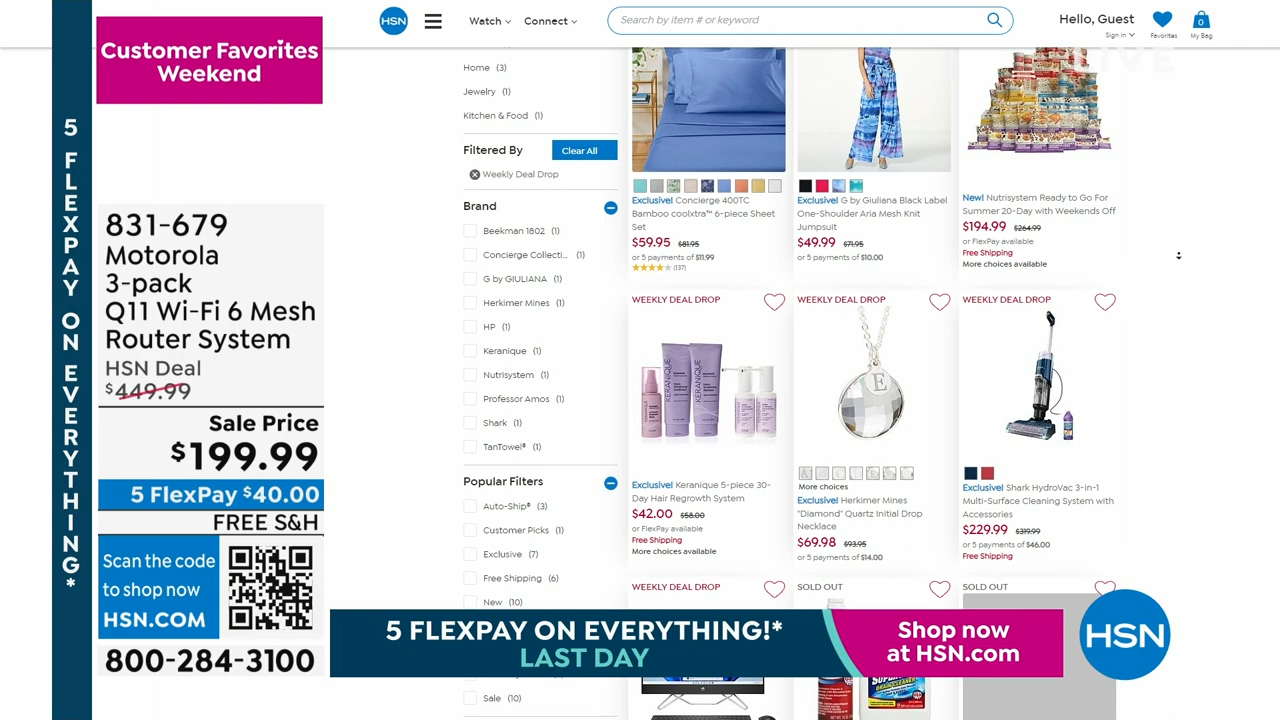 Customer Favorites
Weekend
5 FLEXPAY ON EVERYTHING*
831-679
Motorola
3-pack
Q11 Wi-Fi 6 Mesh
Router System
HSN Deal
$449.99
Sale Price
$199.99
5 FlexPay $40.00
FREE S&H
Scan the code
to shop now
HSN.COM
800-284-3100
HSN
Watch
Connect
Search by item # or keyword
Hello, Guest
Sign In
Favorites
0
My Bag
LIVE
Home (3)
Jewelry (1)
Kitchen & Food (1)
Filtered By
Clear All
Weekly Deal Drop
Brand
Beekman 1802 (1)
Concierge Collecti... (1)
G by GIULIANA (1)
Herkimer Mines (1)
HP (1)
Keranique (1)
Nutrisystem (1)
Professor Amos (1)
Shark (1)
TanTowel® (1)
Popular Filters
Auto-Ship® (3)
Customer Picks (1)
Exclusive (7)
Free Shipping (6)
New (10)
Sale (10)
Exclusive! Concierge 400TC
Bamboo coolxtra™ 6-piece Sheet
Set
$59.95 $81.95
or 5 payments of $11.99
(137)
Exclusive! G by Giuliana Black Label
One-Shoulder Aria Mesh Knit
Jumpsuit
$49.99 $71.95
or 5 payments of $10.00
New! Nutrisystem Ready to Go For
Summer 20-Day with Weekends Off
$194.99 $264.99
or FlexPay available
Free Shipping
More choices available
WEEKLY DEAL DROP
KERANIQUE
Exclusive! Keranique 5-piece 30-
Day Hair Regrowth System
$42.00 $58.00
or FlexPay available
Free Shipping
More choices available
WEEKLY DEAL DROP
E
More choices
Exclusive! Herkimer Mines
"Diamond" Quartz Initial Drop
Necklace
$69.98 $93.95
or 5 payments of $14.00
WEEKLY DEAL DROP
Exclusive! Shark HydroVac 3-in-1
Multi-Surface Cleaning System with
Accessories
$229.99 $319.99
or 5 payments of $46.00
Free Shipping
WEEKLY DEAL DROP
SOLD OUT
SOLD OUT
5 FLEXPAY ON EVERYTHING!*
LAST DAY
Shop now
at HSN.com
HSN